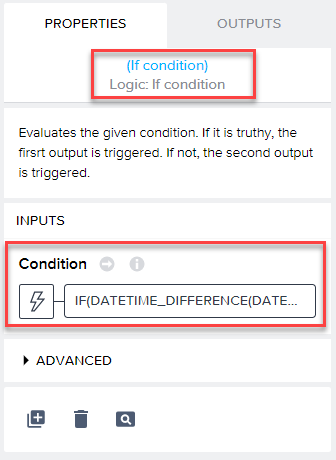 PROPERTIES
OUTPUTS
(If condition)
Logic: If condition
Evaluates the given condition. If it is truthy, the
firsrt output is triggered. If not, the second output
is triggered.
INPUTS
Condition
IF(DATETIME_DIFFERENCE(DATE...
ADVANCED